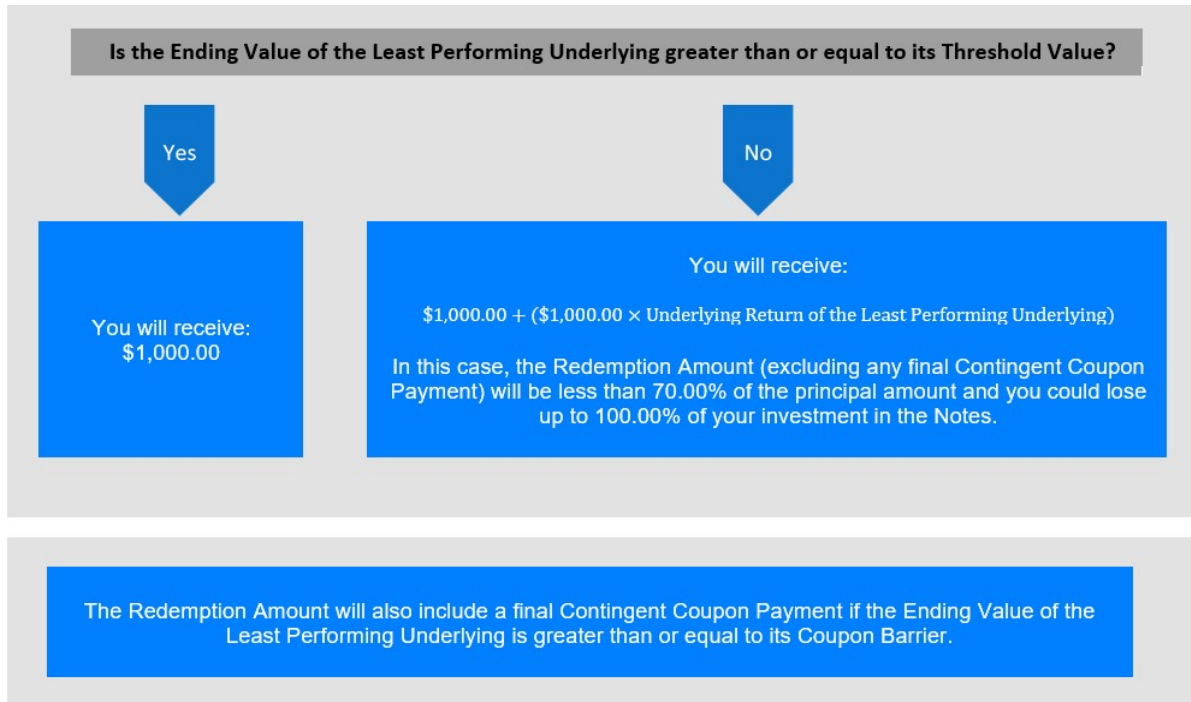 Is the Ending Value of the Least Performing Underlying greater than or equal to its Threshold Value?
Yes
No
You will receive:
$1,000.00
You will receive:
$1,000.00 + ($1,000.00 × Underlying Return of the Least Performing Underlying)
In this case, the Redemption Amount (excluding any final Contingent Coupon
Payment) will be less than 70.00% of the principal amount and you could lose
up to 100.00% of your investment in the Notes.
The Redemption Amount will also include a final Contingent Coupon Payment if the Ending Value of the
Least Performing Underlying is greater than or equal to its Coupon Barrier.